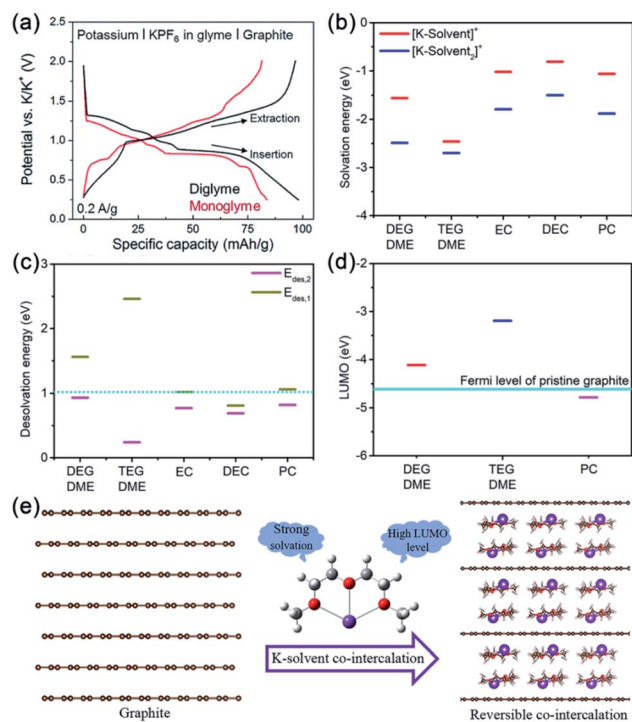 (a)
Potassium | KPF6 in glyme | Graphite
Potential vs. K/K+ (V)
2.5
2.0
1.5
1.0
0.5
0.0
Extraction
Insertion
Diglyme
Monoglyme
0.2 A/g
0 25 50 75 100
Specific capacity (mAh/g)
(b)
[K-Solvent]+
[K-Solvent2]+
Solvation energy (eV)
0
-1
-2
-3
-4
DEG DME
TEG DME
EC
DEC
PC
(c)
Edes,2
Edes,1
Desolvation energy (eV)
3
2
1
0
DEG DME
TEG DME
EC
DEC
PC
(d)
LUMO (eV)
-2
-3
-4
-5
-6
Fermi level of pristine graphite
DEG DME
TEG DME
PC
(e)
Strong solvation
High LUMO level
K-solvent co-intercalation
Graphite
Reversible co-intercalation